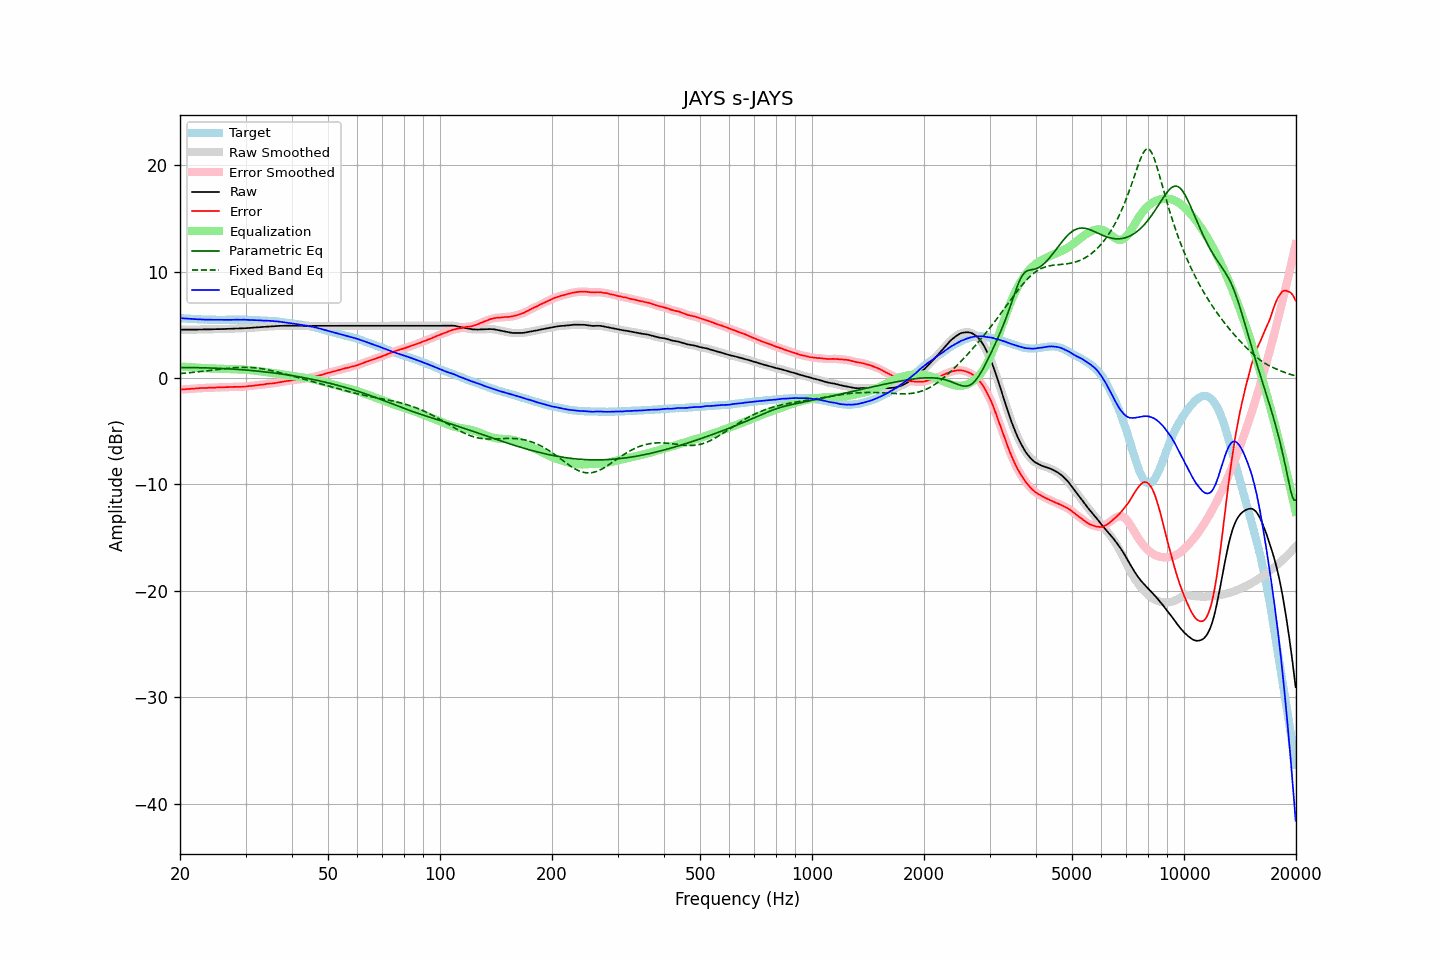 JAYS s-JAYS
Target
Raw Smoothed
Error Smoothed
Raw
Error
Equalization
Parametric Eq
Fixed Band Eq
Equalized
Amplitude (dBr)
20
10
0
−10
−20
−30
−40
20 50 100 200 500 1000 2000 5000 10000 20000
Frequency (Hz)